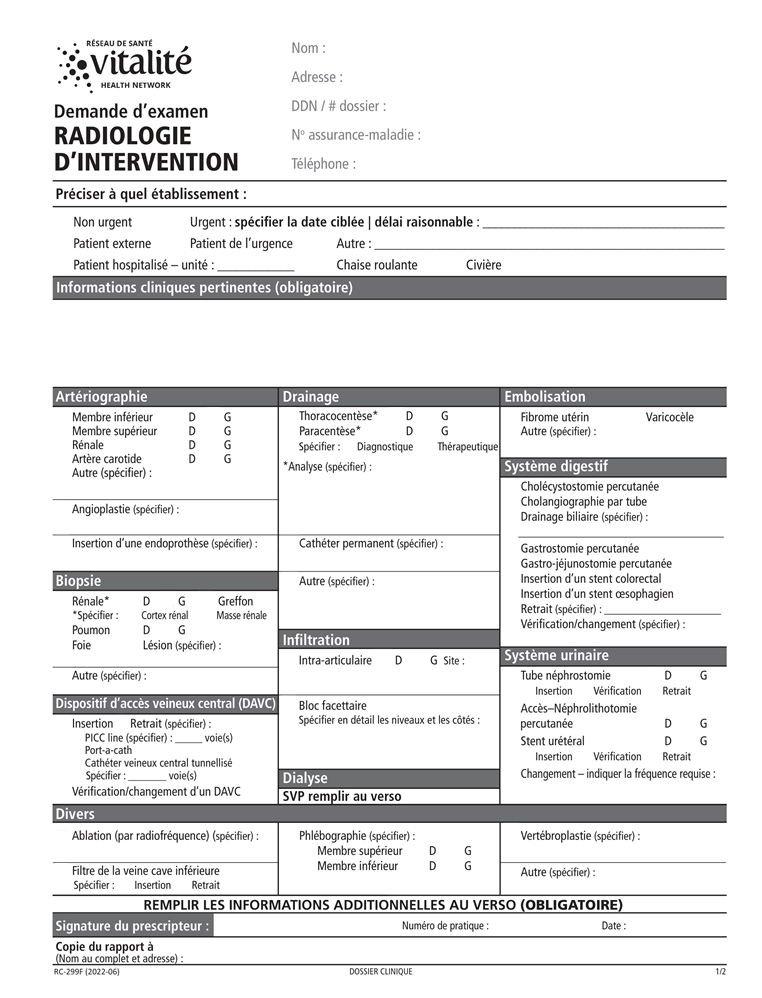 RÉSEAU DE SANTÉ
vitalité
HEALTH NETWORK
Demande d'examen
RADIOLOGIE
D'INTERVENTION
Nom :
Adresse :
DDN / # dossier :
Nº assurance-maladie :
Téléphone :
Préciser à quel établissement :
Non urgent Urgent : spécifier la date ciblée | délai raisonnable : ____
Patient externe Patient de l'urgence Autre : ____
Patient hospitalisé – unité : ____ Chaise roulante Civière
Informations cliniques pertinentes (obligatoire)
Artériographie
Membre inférieur D G
Membre supérieur D G
Rénale D G
Artère carotide D G
Autre (spécifier) :
Angioplastie (spécifier) :
Insertion d'une endoprothèse (spécifier) :
Biopsie
Rénale* D G Greffon
*Spécifier : Cortex rénal Masse rénale
Poumon D G
Foie Lésion (spécifier) :
Autre (spécifier) :
Dispositif d'accès veineux central (DAVC)
Insertion Retrait (spécifier) :
PICC line (spécifier) : ____ voie(s)
Port-a-cath
Cathéter veineux central tunnellisé
Spécifier : ____ voie(s)
Vérification/changement d'un DAVC
Drainage
Thoracocentèse* D G
Paracentèse* D G
Spécifier : Diagnostique Thérapeutique
*Analyse (spécifier) :
Cathéter permanent (spécifier) :
Autre (spécifier) :
Infiltration
Intra-articulaire D G Site :
Bloc facettaire
Spécifier en détail les niveaux et les côtés :
Dialyse
SVP remplir au verso
Embolisation
Fibrome utérin Varicocèle
Autre (spécifier) :
Système digestif
Cholécystostomie percutanée
Cholangiographie par tube
Drainage biliaire (spécifier) :
Gastrostomie percutanée
Gastro-jéjunostomie percutanée
Insertion d'un stent colorectal
Insertion d'un stent œsophagien
Retrait (spécifier) : ____
Vérification/changement (spécifier) :
Système urinaire
Tube néphrostomie D G
Insertion Vérification Retrait
Accès–Néphrolithotomie
percutanée D G
Stent urétéral D G
Insertion Vérification Retrait
Changement – indiquer la fréquence requise :
Divers
Ablation (par radiofréquence) (spécifier) :
Filtre de la veine cave inférieure
Spécifier : Insertion Retrait
Phlébographie (spécifier) :
Membre supérieur D G
Membre inférieur D G
Vertébroplastie (spécifier) :
Autre (spécifier) :
REMPLIR LES INFORMATIONS ADDITIONNELLES AU VERSO (OBLIGATOIRE)
Signature du prescripteur : Numéro de pratique : Date :
Copie du rapport à
(Nom au complet et adresse) :
RC-299F (2022-06) DOSSIER CLINIQUE 1/2